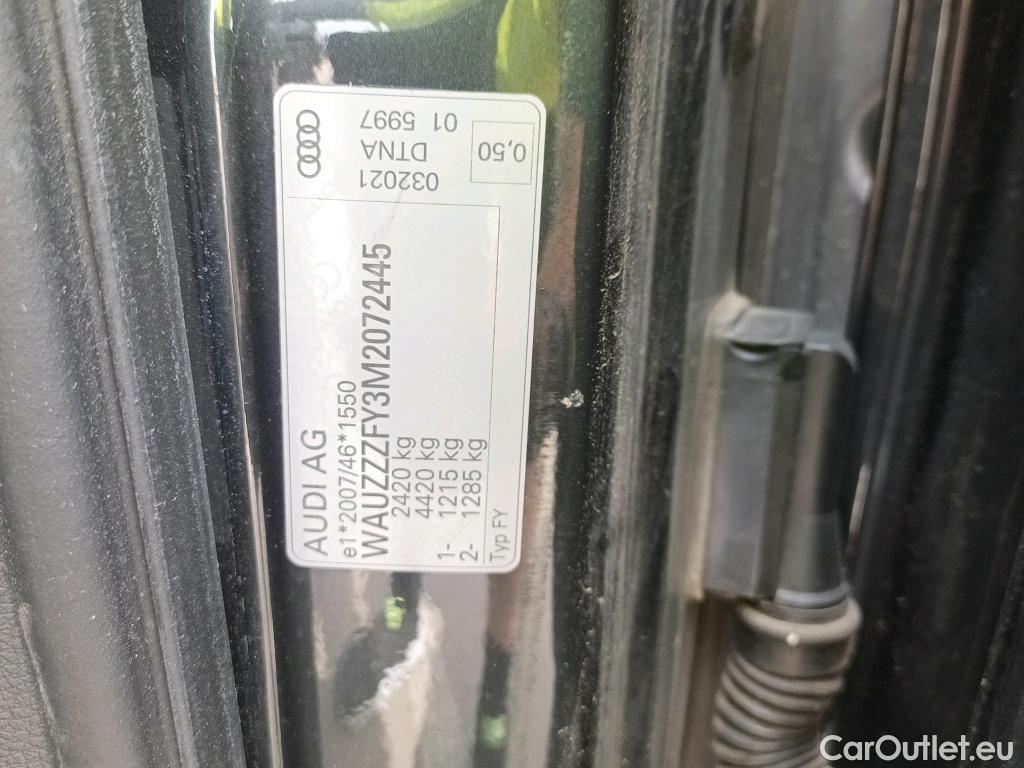 AUDI AG
e1*2007/46*1550
WAUZZZFY3M2072445
2420 kg
4420 kg
1- 1215 kg
2- 1285 kg
Typ FY
032021
DTNA
01 5997
0,50
CarOutlet.eu